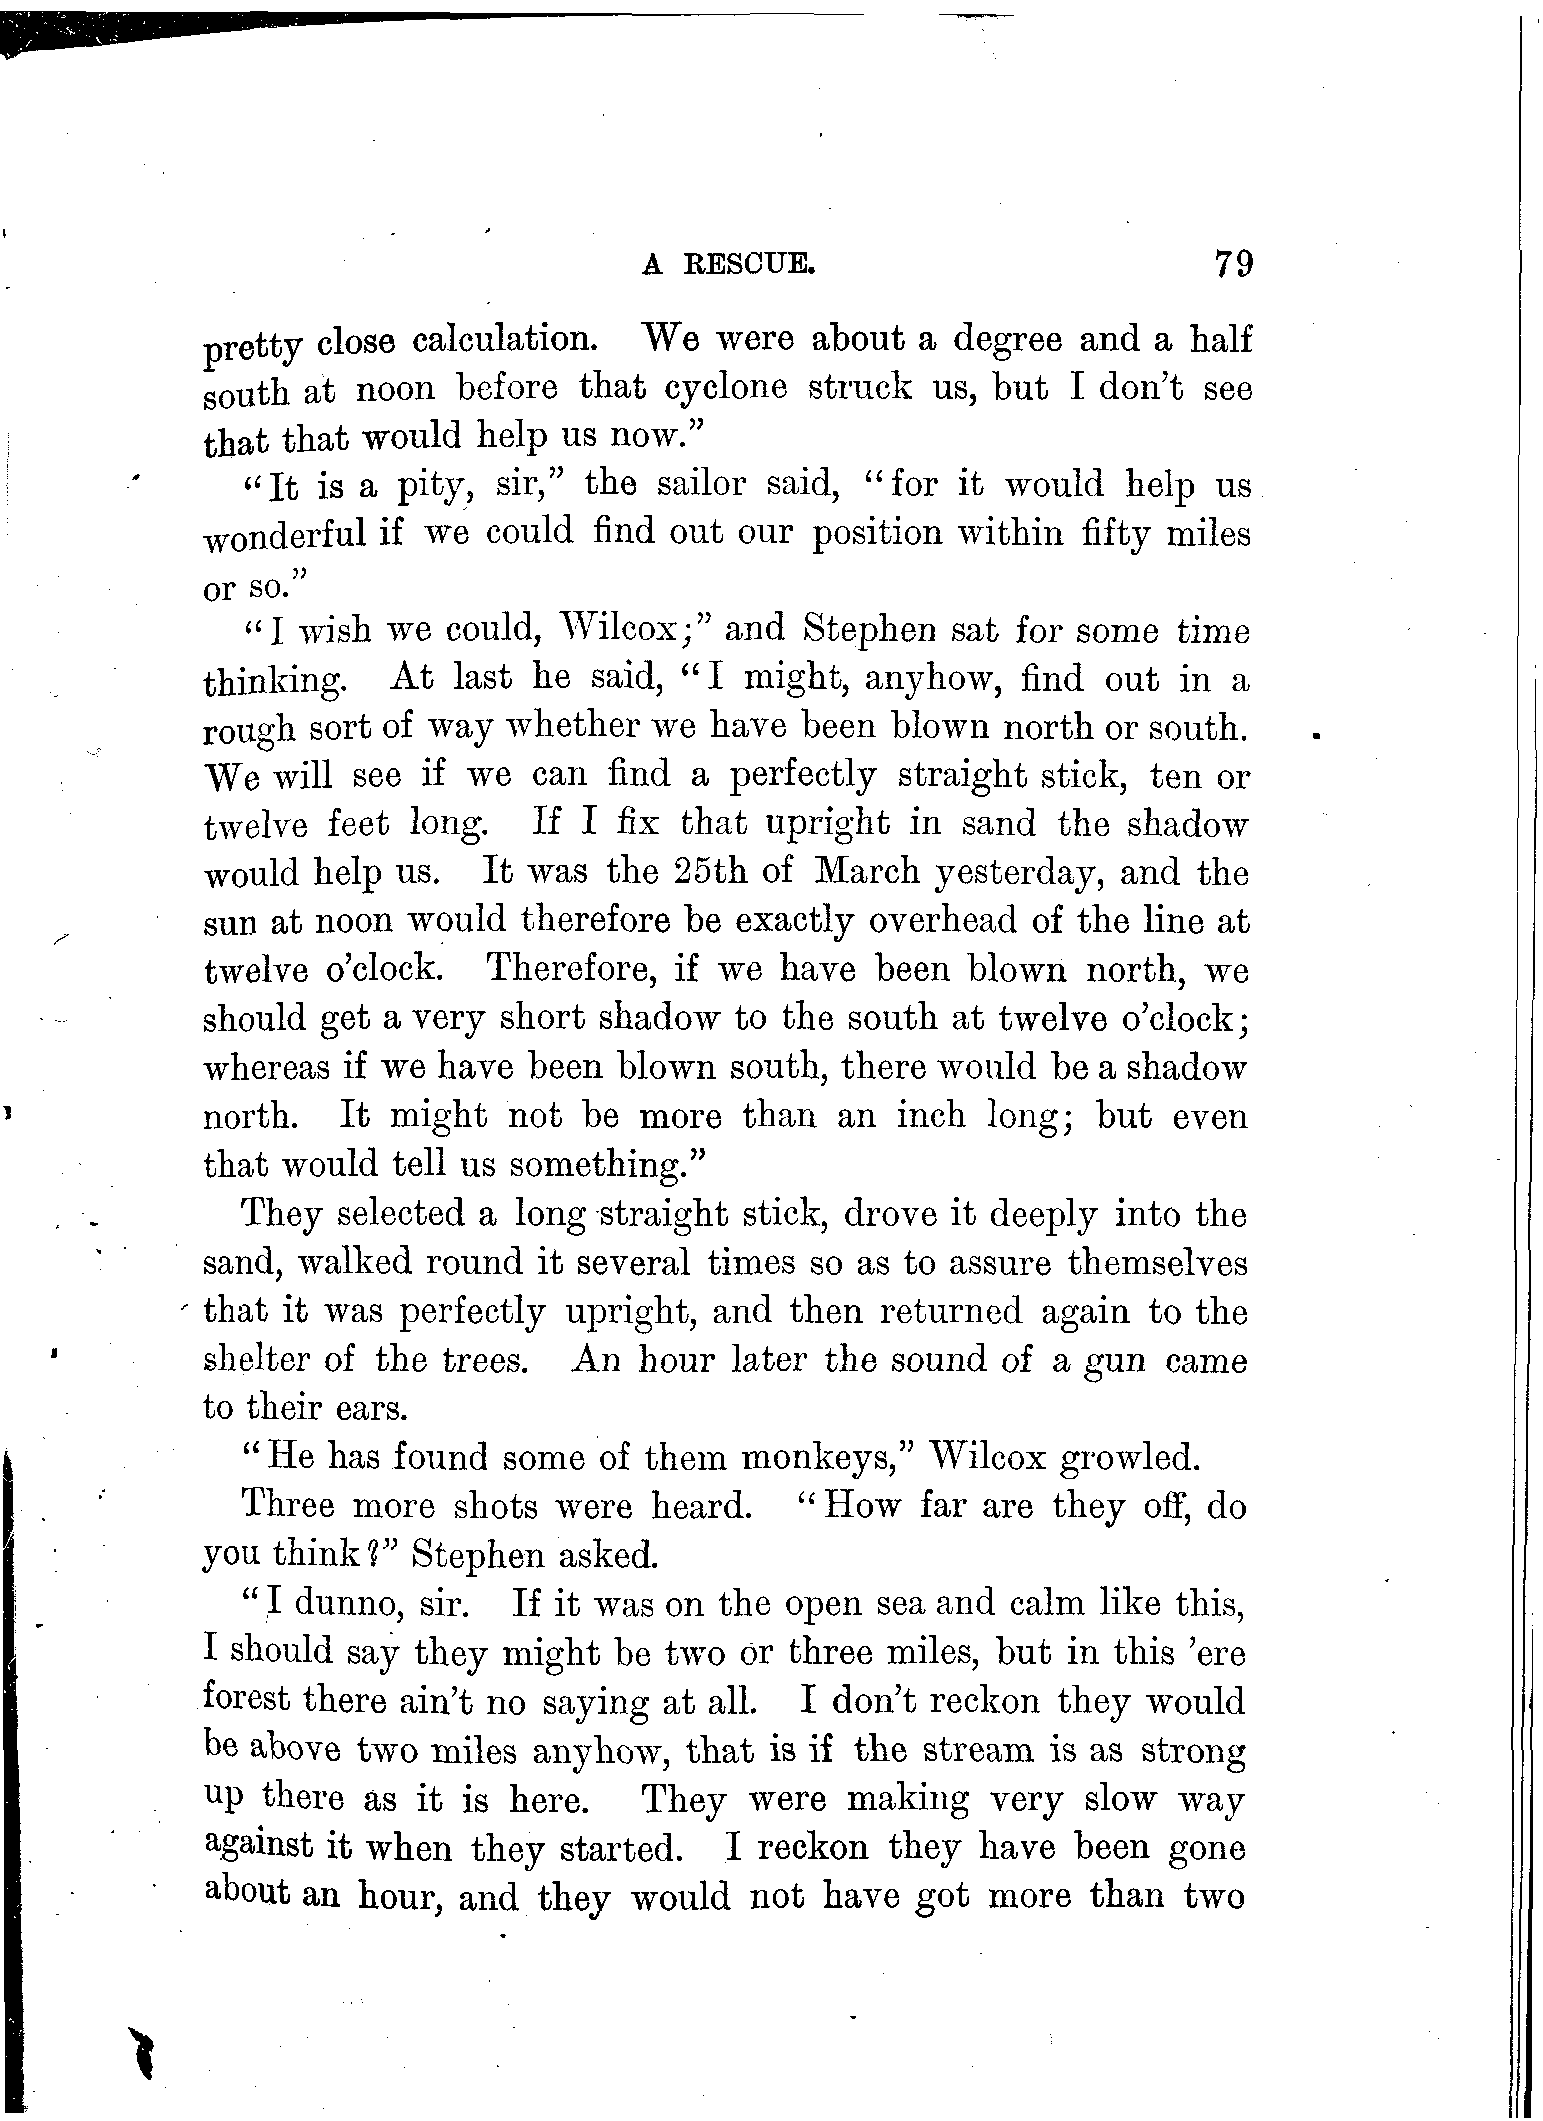 A RESCUE. 79
pretty close calculation. We were about a degree and a half
south at noon before that cyclone struck us, but I don't see
that that would help us now."
"It is a pity, sir," the sailor said, "for it would help us
wonderful if we could find out our position within fifty miles
or so."
"I wish we could, Wilcox;" and Stephen sat for some time
thinking. At last he said, "I might, anyhow, find out in a
rough sort of way whether we have been blown north or south.
We will see if we can find a perfectly straight stick, ten or
twelve feet long. If I fix that upright in sand the shadow
would help us. It was the 25th of March yesterday, and the
sun at noon would therefore be exactly overhead of the line at
twelve o'clock. Therefore, if we have been blown north, we
should get a very short shadow to the south at twelve o'clock;
whereas if we have been blown south, there would be a shadow
north. It might not be more than an inch long; but even
that would tell us something."
They selected a long straight stick, drove it deeply into the
sand, walked round it several times so as to assure themselves
that it was perfectly upright, and then returned again to the
shelter of the trees. An hour later the sound of a gun came
to their ears.
"He has found some of them monkeys," Wilcox growled.
Three more shots were heard. "How far are they off, do
you think?" Stephen asked.
"I dunno, sir. If it was on the open sea and calm like this,
I should say they might be two or three miles, but in this 'ere
forest there ain't no saying at all. I don't reckon they would
be above two miles anyhow, that is if the stream is as strong
up there as it is here. They were making very slow way
against it when they started. I reckon they have been gone
about an hour, and they would not have got more than two